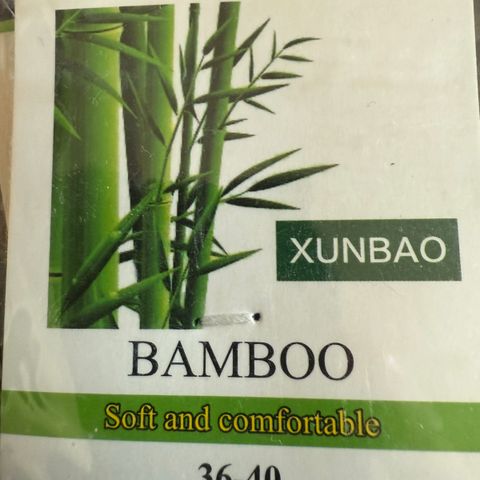 XUNBAO
BAMBOO
Soft and comfortable
36-40